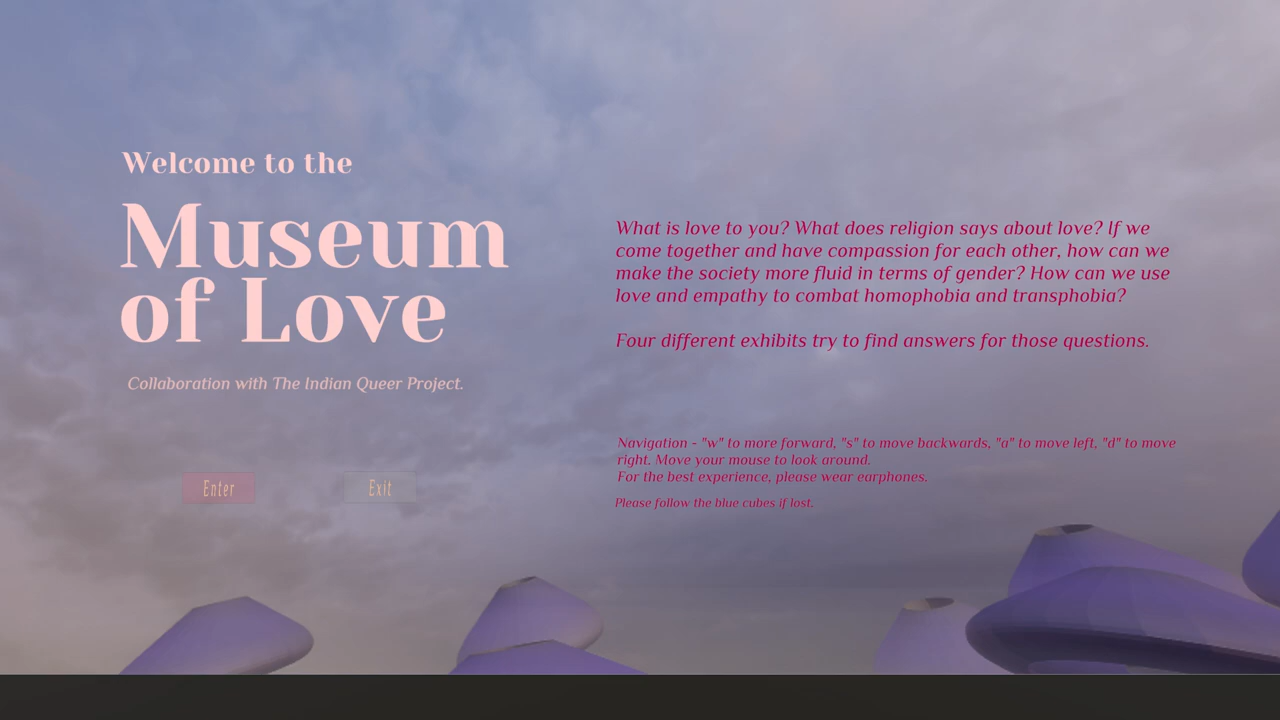 Welcome to the
Museum
of Love
Collaboration with The Indian Queer Project.
Enter
Exit
What is love to you? What does religion says about love? If we
come together and have compassion for each other, how can we
make the society more fluid in terms of gender? How can we use
love and empathy to combat homophobia and transphobia?
Four different exhibits try to find answers for those questions.
Navigation - "w" to more forward, "s" to move backwards, "a" to move left, "d" to move
right. Move your mouse to look around.
For the best experience, please wear earphones.
Please follow the blue cubes if lost.